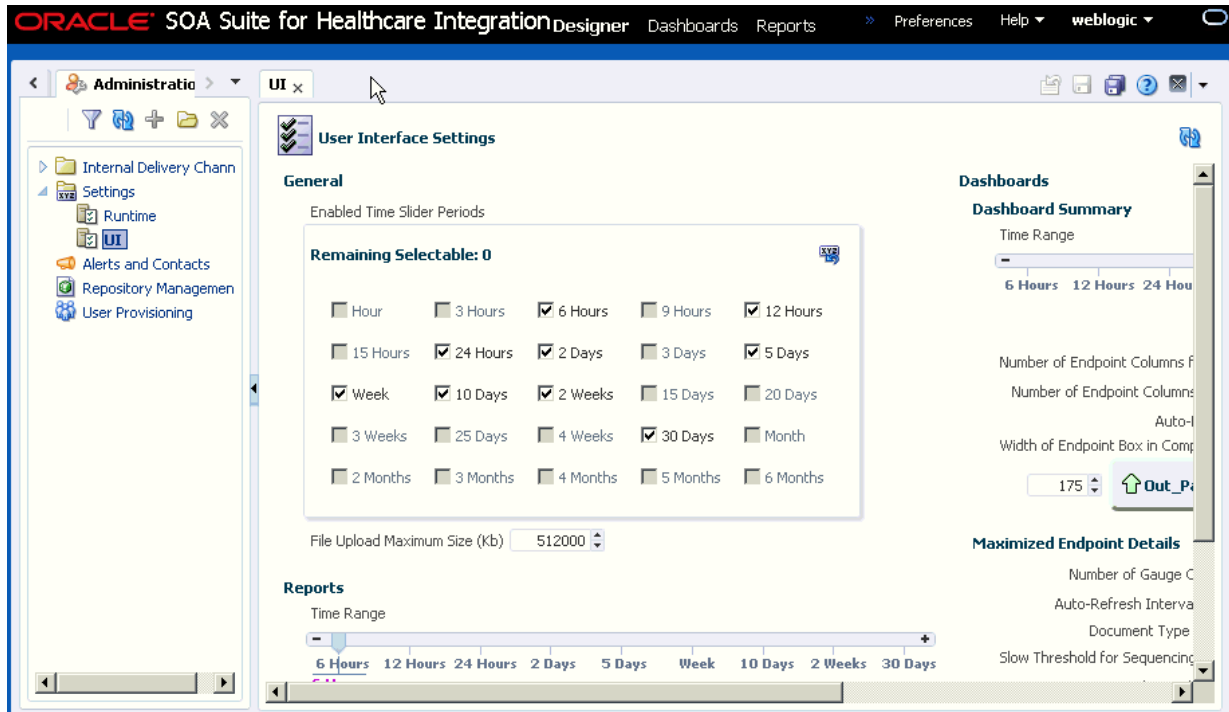 ORACLE SOA Suite for Healthcare Integration Designer Dashboards Reports » Preferences Help weblogic
Administratio
UI
User Interface Settings
Internal Delivery Chann
Settings
Runtime
UI
Alerts and Contacts
Repository Managemen
User Provisioning
General
Enabled Time Slider Periods
Remaining Selectable: 0
Hour 3 Hours 6 Hours 9 Hours 12 Hours
15 Hours 24 Hours 2 Days 3 Days 5 Days
Week 10 Days 2 Weeks 15 Days 20 Days
3 Weeks 25 Days 4 Weeks 30 Days Month
2 Months 3 Months 4 Months 5 Months 6 Months
File Upload Maximum Size (Kb) 512000
Reports
Time Range
6 Hours 12 Hours 24 Hours 2 Days 5 Days Week 10 Days 2 Weeks 30 Days
Dashboards
Dashboard Summary
Time Range
6 Hours 12 Hours 24 Hou
Number of Endpoint Columns f
Number of Endpoint Columns
Auto-
Width of Endpoint Box in Comp
175 Out_Pa
Maximized Endpoint Details
Number of Gauge C
Auto-Refresh Interva
Document Type
Slow Threshold for Sequencing